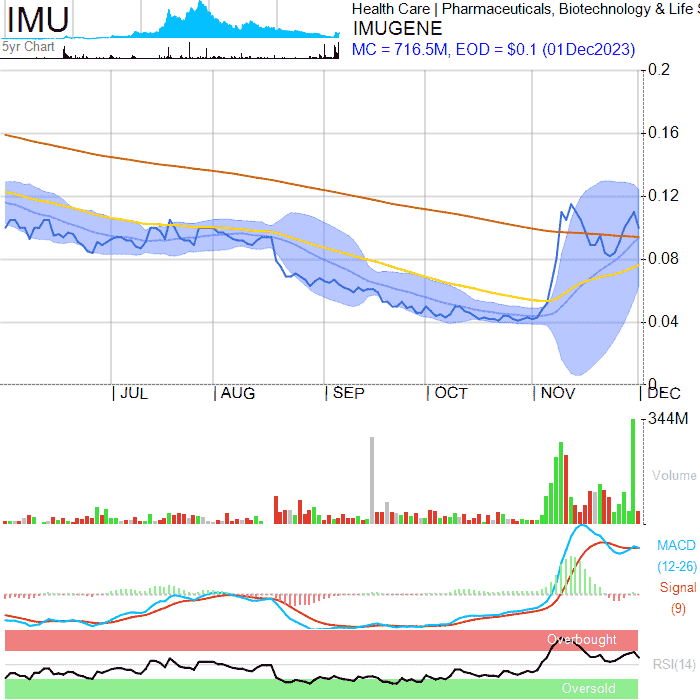 IMU
5yr Chart
Health Care | Pharmaceuticals, Biotechnology & Life S
IMUGENE
MC = 716.5M, EOD = $0.1 (01Dec2023)
0.2
0.16
0.12
0.08
0.04
0
JUL
AUG
SEP
OCT
NOV
DEC
344M
Volume
MACD
(12-26)
Signal
(9)
Overbought
RSI(14)
Oversold